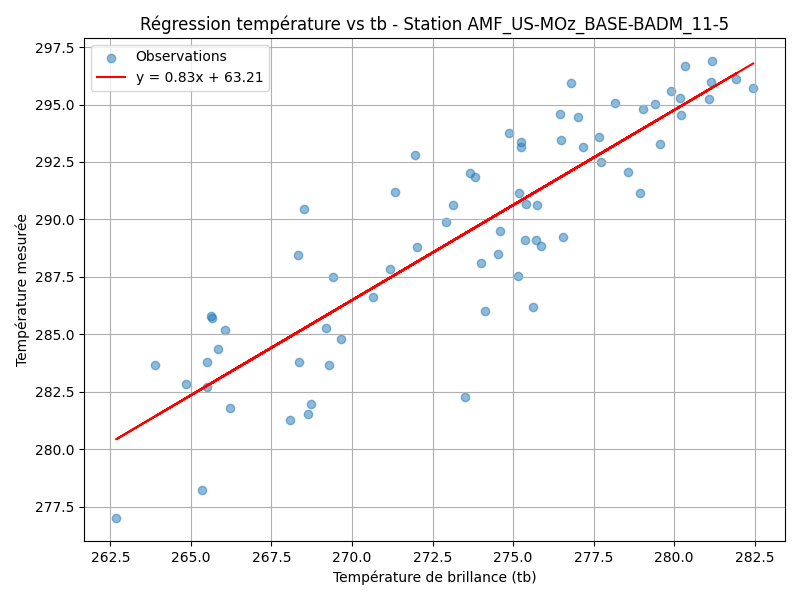 Régression température vs tb - Station AMF_US-MOz_BASE-BADM_11-5
Observations
y = 0.83x + 63.21
Température mesurée
297.5
295.0
292.5
290.0
287.5
285.0
282.5
280.0
277.5
262.5 265.0 267.5 270.0 272.5 275.0 277.5 280.0 282.5
Température de brillance (tb)